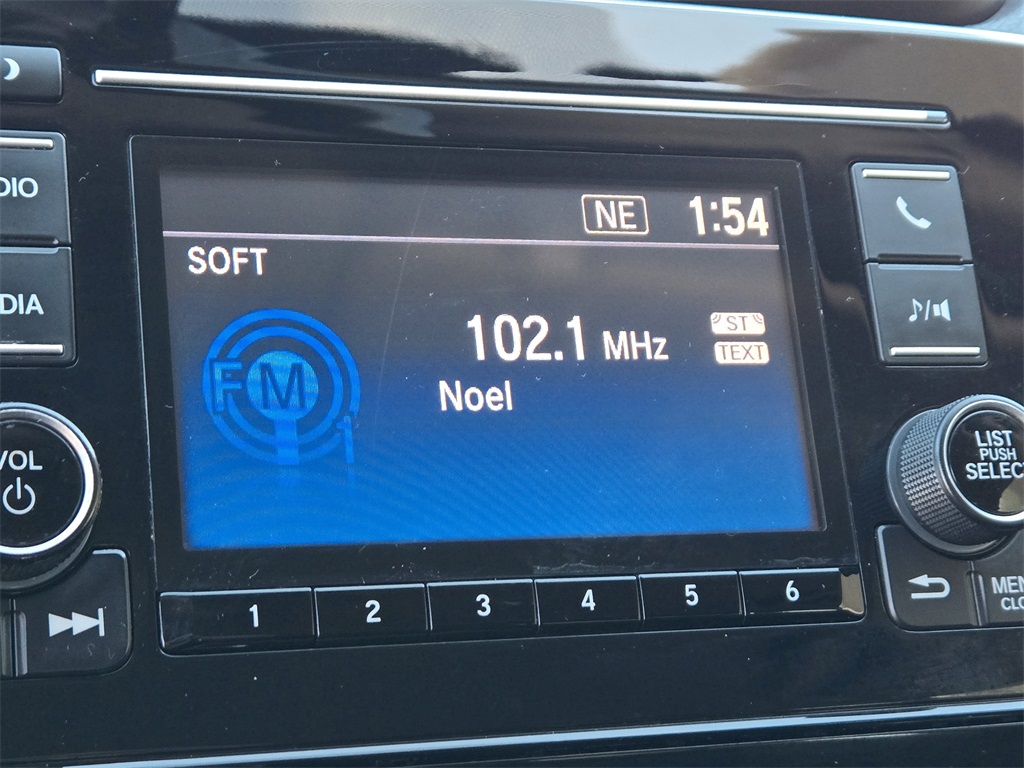 NE 1:54
SOFT
102.1 MHz ST
TEXT
FM1
Noel
DIO
DIA
VOL
LIST
PUSH
SELEC
MEN
CLO
1 2 3 4 5 6